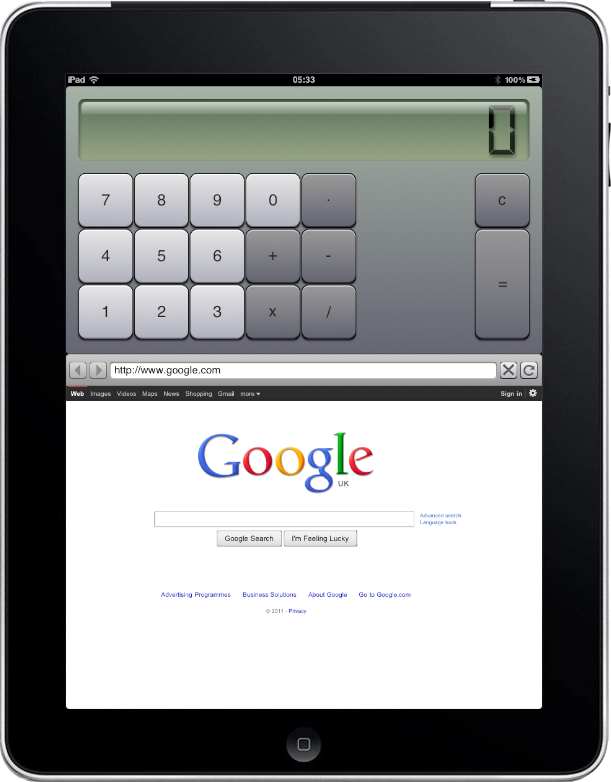 iPad 05:33 100%
0
7 8 9 0 . c
4 5 6 + - =
1 2 3 x /
http://www.google.com
Web Images Videos Maps News Shopping Gmail more Sign in
Google
UK
Advanced search
Language tools
Google Search I'm Feeling Lucky
Advertising Programmes Business Solutions About Google Go to Google.com
© 2011 - Privacy